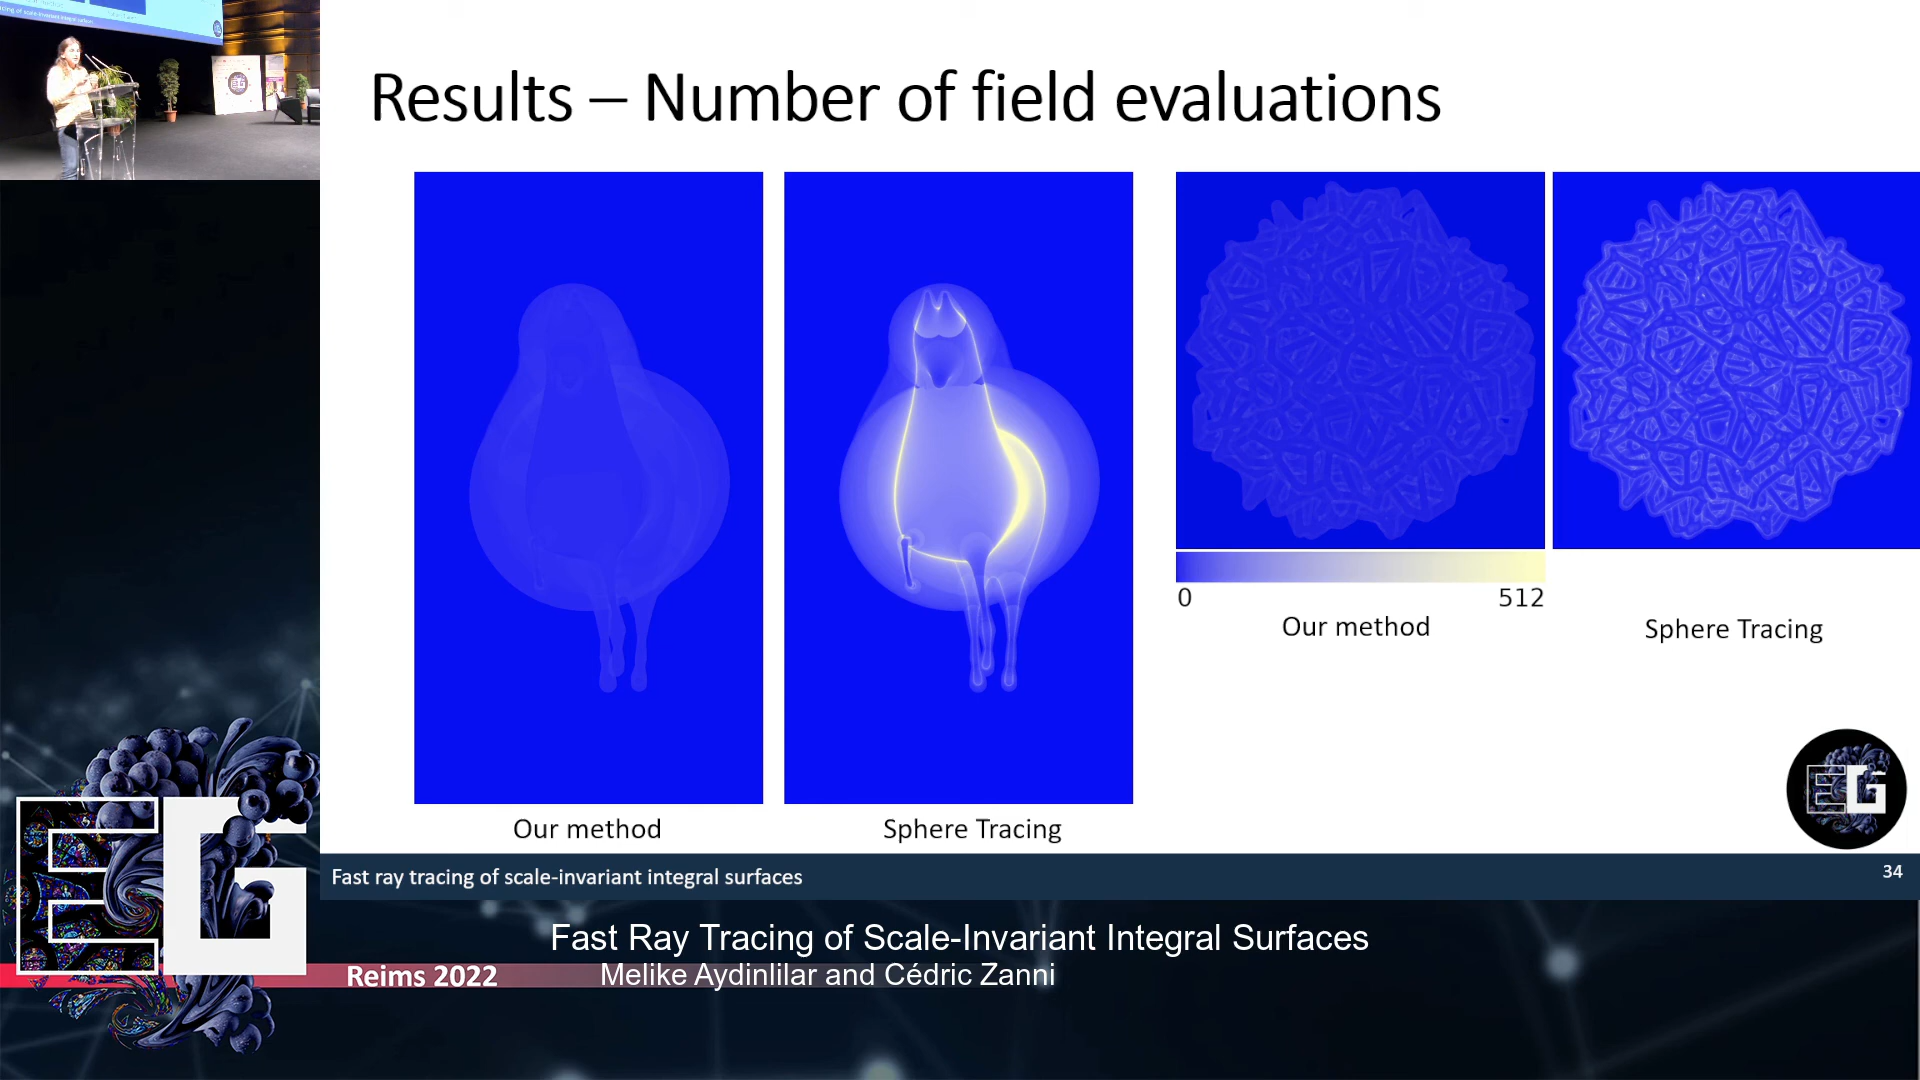 Results – Number of field evaluations
0
512
Our method
Sphere Tracing
Our method
Sphere Tracing
EG
Fast ray tracing of scale-invariant integral surfaces
34
EG
Fast Ray Tracing of Scale-Invariant Integral Surfaces
Reims 2022
Melike Aydinlilar and Cédric Zanni